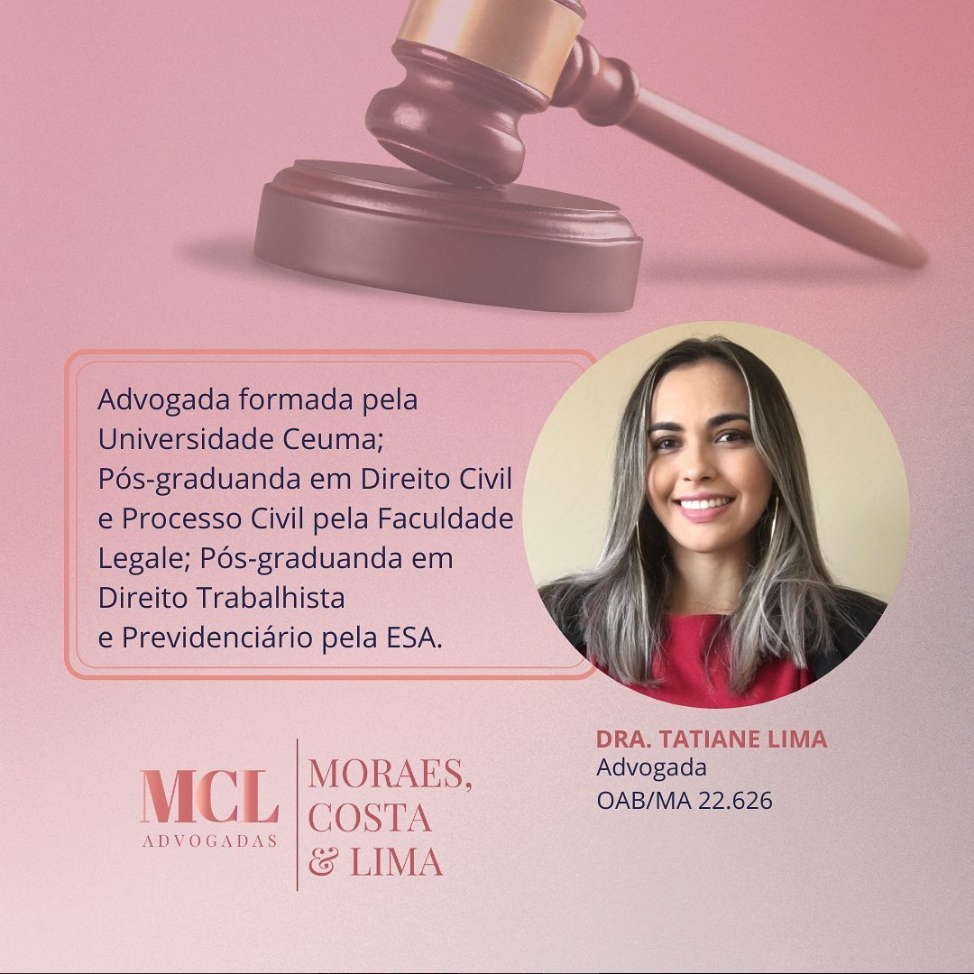 Advogada formada pela
Universidade Ceuma;
Pós-graduanda em Direito Civil
e Processo Civil pela Faculdade
Legale; Pós-graduanda em
Direito Trabalhista
e Previdenciário pela ESA.
DRA. TATIANE LIMA
Advogada
OAB/MA 22.626
MCL
ADVOGADAS
MORAES,
COSTA
& LIMA